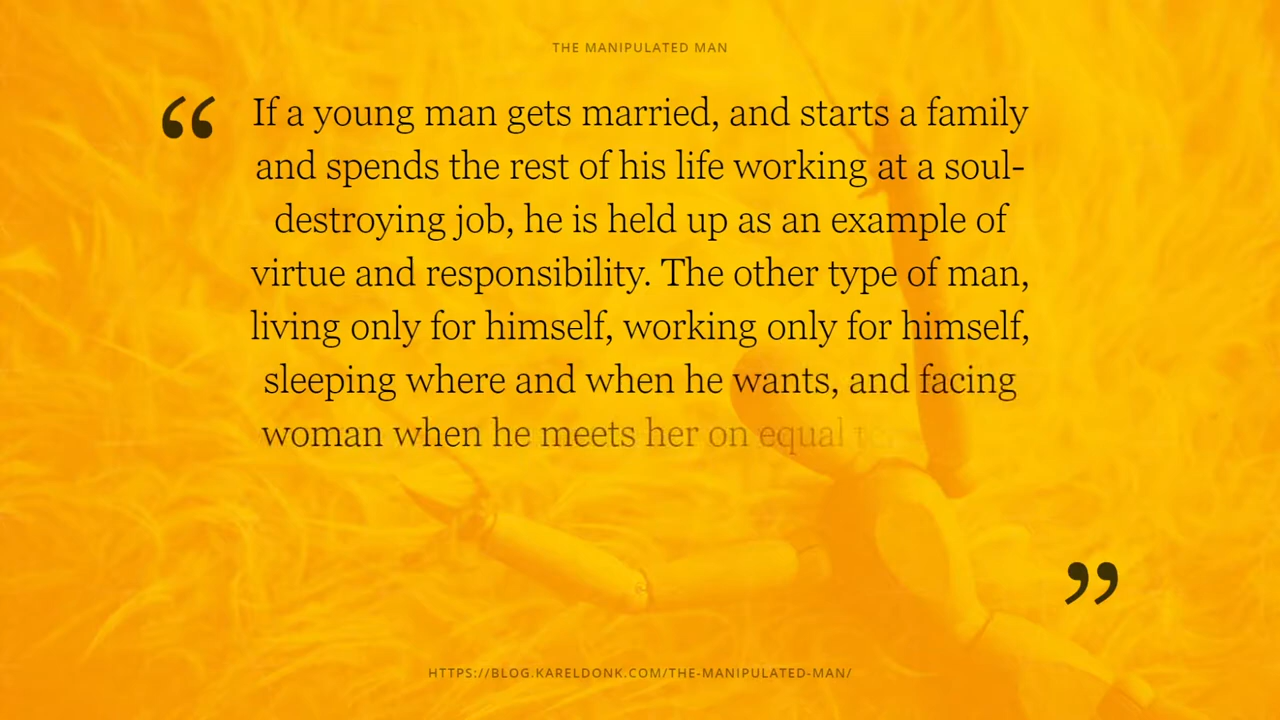 THE MANIPULATED MAN
“ If a young man gets married, and starts a family
and spends the rest of his life working at a soul-
destroying job, he is held up as an example of
virtue and responsibility. The other type of man,
living only for himself, working only for himself,
sleeping where and when he wants, and facing
woman when he meets her on equal
”
HTTPS://BLOG.KARELDONK.COM/THE-MANIPULATED-MAN/